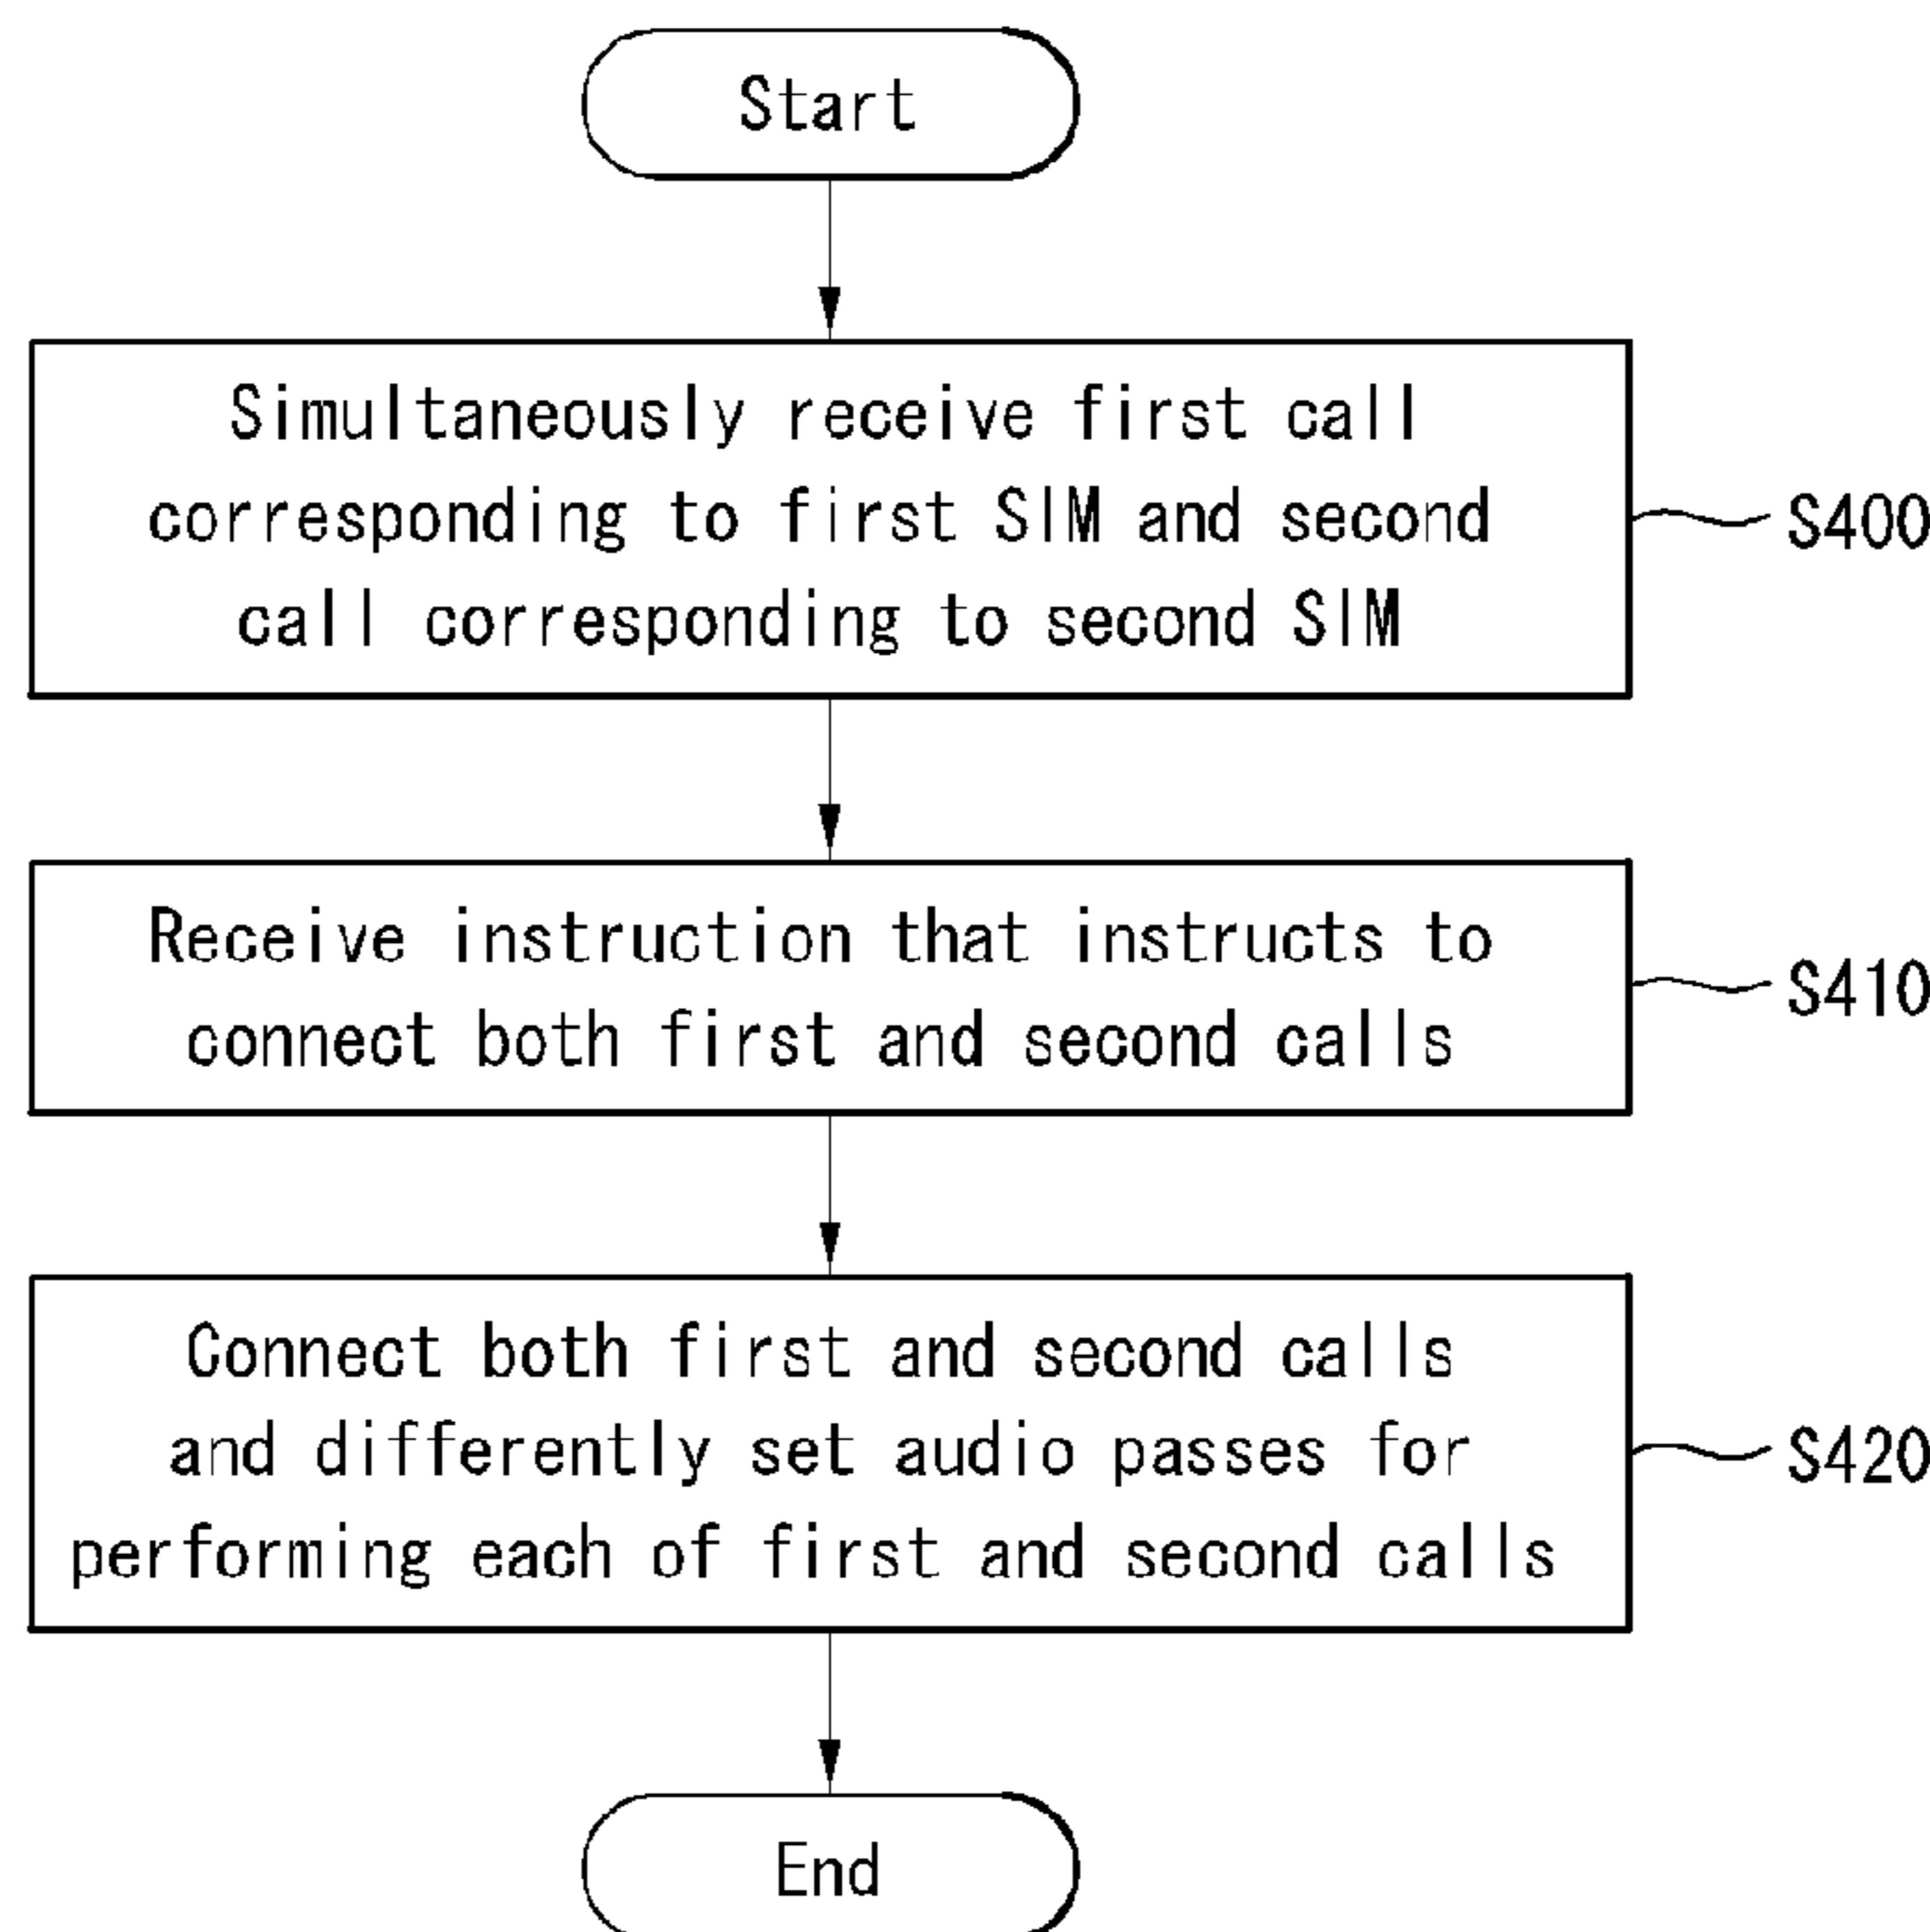 Start
Simultaneously receive first call
corresponding to first SIM and second
call corresponding to second SIM
S400
Receive instruction that instructs to
connect both first and second calls
S410
Connect both first and second calls
and differently set audio passes for
performing each of first and second calls
S420
End